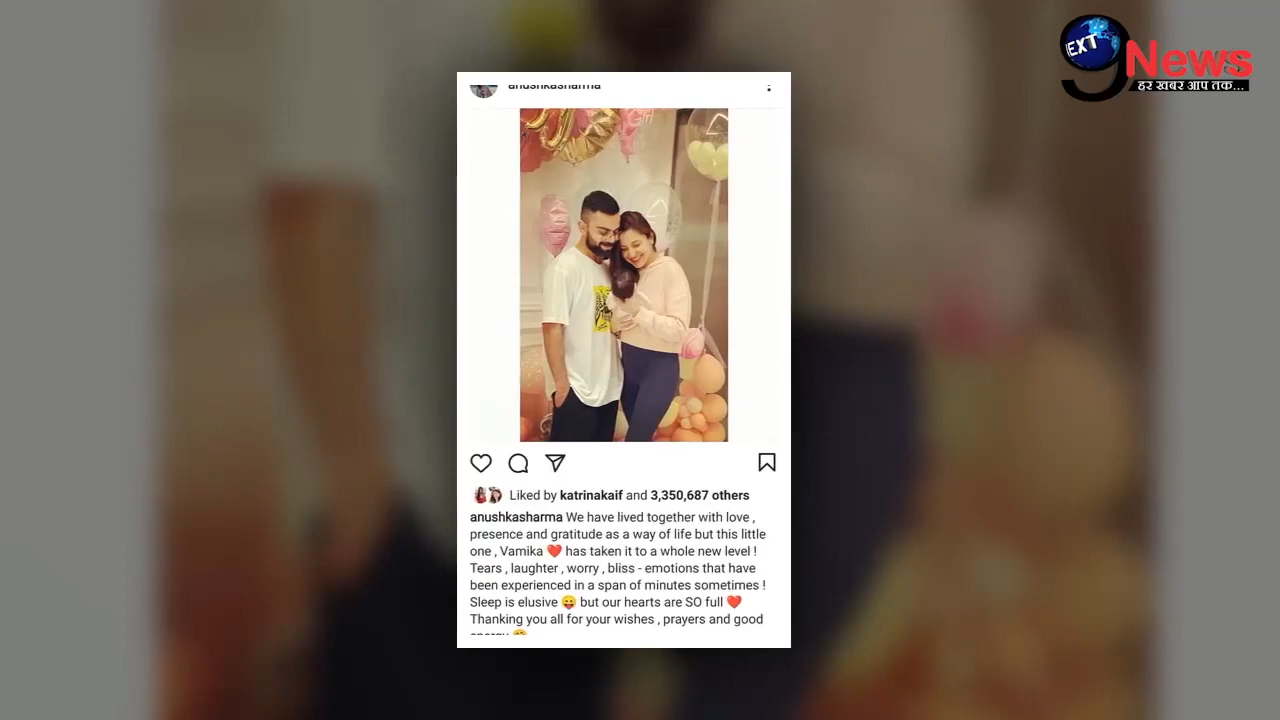 EXT
9 News
हर खबर आप तक...
anushkasharma
Liked by katrinakaif and 3,350,687 others
anushkasharma We have lived together with love ,
presence and gratitude as a way of life but this little
one , Vamika ❤️ has taken it to a whole new level !
Tears , laughter , worry , bliss - emotions that have
been experienced in a span of minutes sometimes !
Sleep is elusive 😛 but our hearts are SO full ❤️
Thanking you all for your wishes , prayers and good
energy